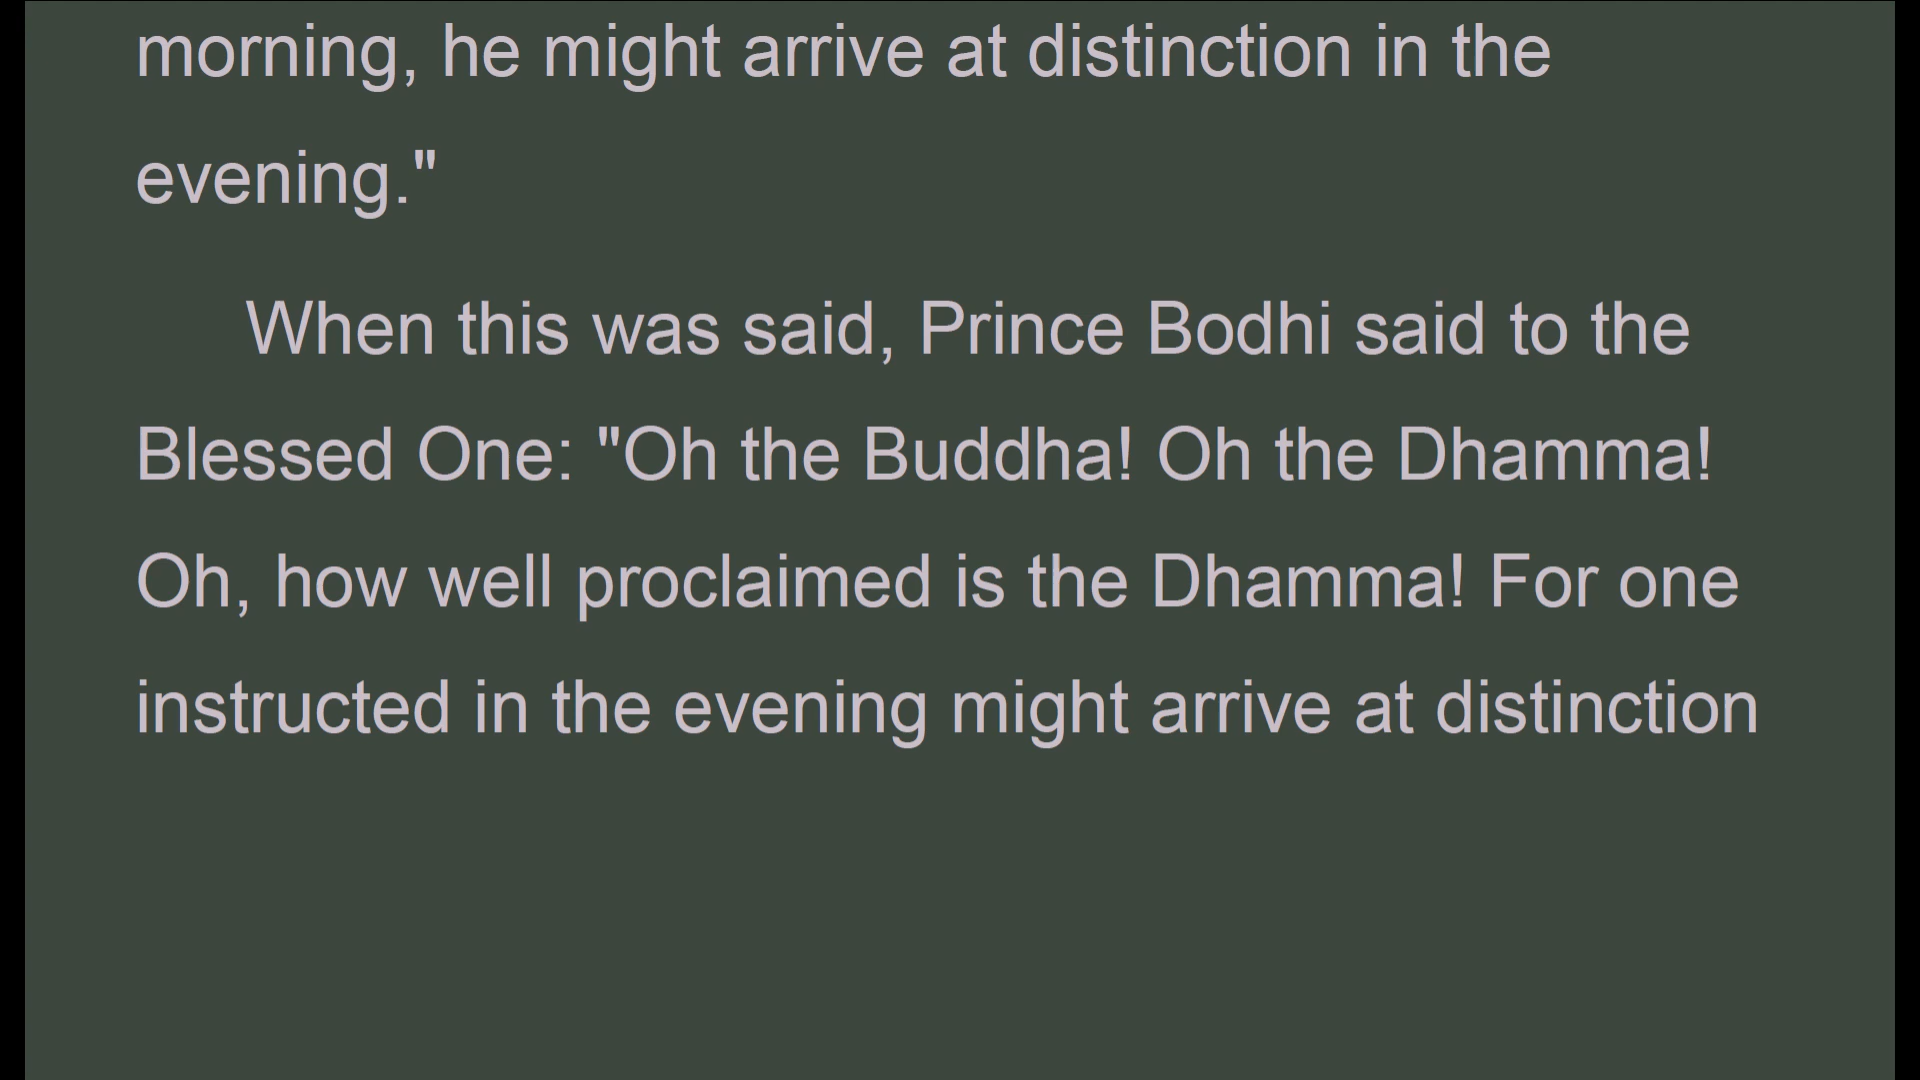 morning, he might arrive at distinction in the
evening."
When this was said, Prince Bodhi said to the
Blessed One: "Oh the Buddha! Oh the Dhamma!
Oh, how well proclaimed is the Dhamma! For one
instructed in the evening might arrive at distinction